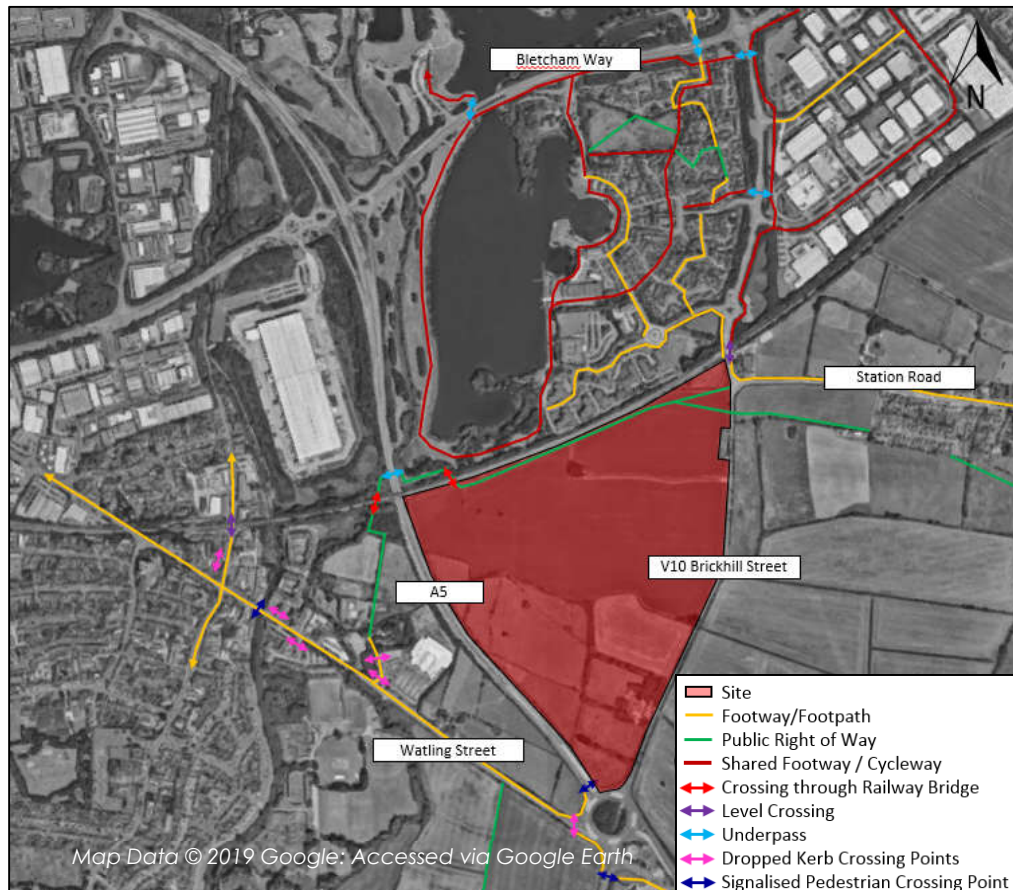 Bletcham Way
N
Station Road
V10 Brickhill Street
A5
Watling Street
Site
Footway/Footpath
Public Right of Way
Shared Footway / Cycleway
Crossing through Railway Bridge
Level Crossing
Underpass
Dropped Kerb Crossing Points
Signalised Pedestrian Crossing Point
Map Data © 2019 Google: Accessed via Google Earth